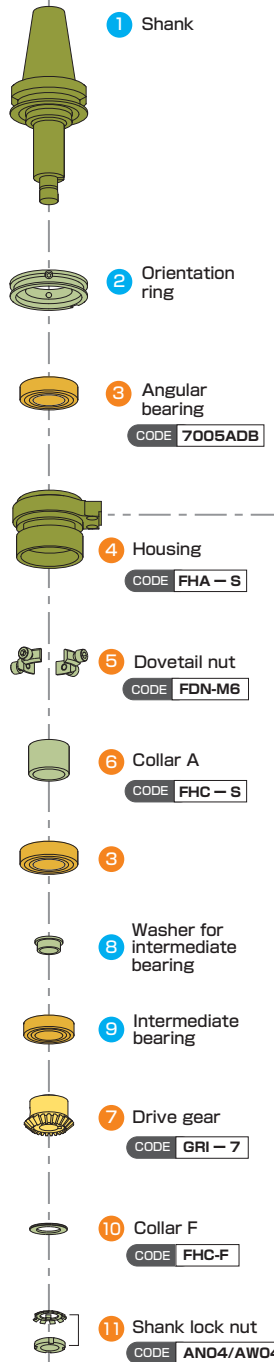 1 Shank
2 Orientation
ring
3 Angular
bearing
CODE 7005ADB
4 Housing
CODE FHA – S
5 Dovetail nut
CODE FDN-M6
6 Collar A
CODE FHC – S
3
8 Washer for
intermediate
bearing
9 Intermediate
bearing
7 Drive gear
CODE GRI – 7
10 Collar F
CODE FHC-F
11 Shank lock nut
CODE AN04/AW04